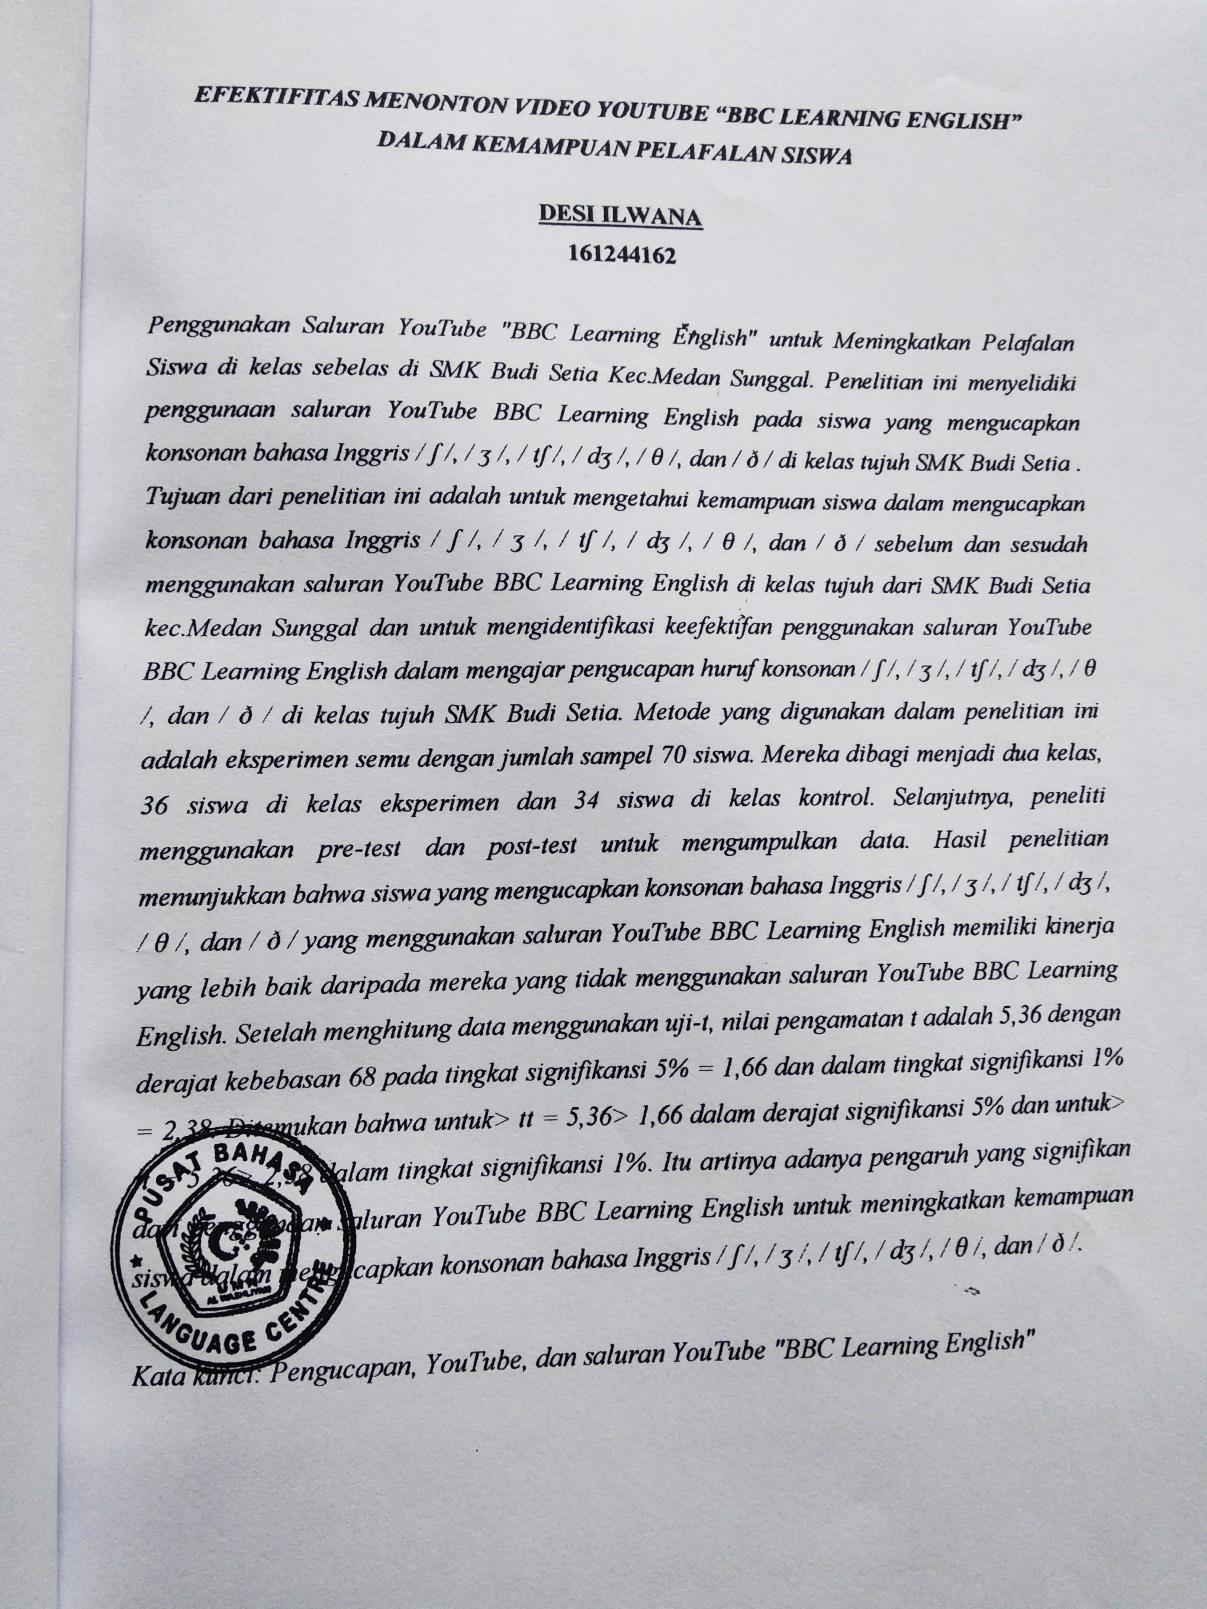 EFEKTIFITAS MENONTON VIDEO YOUTUBE “BBC LEARNING ENGLISH”
DALAM KEMAMPUAN PELAFALAN SISWA
DESI ILWANA
161244162
Penggunakan Saluran YouTube "BBC Learning English" untuk Meningkatkan Pelafalan
Siswa di kelas sebelas di SMK Budi Setia Kec.Medan Sunggal. Penelitian ini menyelidiki
penggunaan saluran YouTube BBC Learning English pada siswa yang mengucapkan
konsonan bahasa Inggris / ʃ /, / ʒ /, / tʃ /, / dʒ /, / θ /, dan / ð / di kelas tujuh SMK Budi Setia .
Tujuan dari penelitian ini adalah untuk mengetahui kemampuan siswa dalam mengucapkan
konsonan bahasa Inggris / ʃ /, / ʒ /, / tʃ /, / dʒ /, / θ /, dan / ð / sebelum dan sesudah
menggunakan saluran YouTube BBC Learning English di kelas tujuh dari SMK Budi Setia
kec.Medan Sunggal dan untuk mengidentifikasi keefektifan penggunakan saluran YouTube
BBC Learning English dalam mengajar pengucapan huruf konsonan / ʃ /, / ʒ /, / tʃ /, / dʒ /, / θ
/, dan / ð / di kelas tujuh SMK Budi Setia. Metode yang digunakan dalam penelitian ini
adalah eksperimen semu dengan jumlah sampel 70 siswa. Mereka dibagi menjadi dua kelas,
36 siswa di kelas eksperimen dan 34 siswa di kelas kontrol. Selanjutnya, peneliti
menggunakan pre-test dan post-test untuk mengumpulkan data. Hasil penelitian
menunjukkan bahwa siswa yang mengucapkan konsonan bahasa Inggris / ʃ /, / ʒ /, / tʃ /, / dʒ /,
/ θ /, dan / ð / yang menggunakan saluran YouTube BBC Learning English memiliki kinerja
yang lebih baik daripada mereka yang tidak menggunakan saluran YouTube BBC Learning
English. Setelah menghitung data menggunakan uji-t, nilai pengamatan t adalah 5,36 dengan
derajat kebebasan 68 pada tingkat signifikansi 5% = 1,66 dan dalam tingkat signifikansi 1%
= 2,38. Ditemukan bahwa untuk> tt = 5,36> 1,66 dalam derajat signifikansi 5% dan untuk>
2,38 dalam tingkat signifikansi 1%. Itu artinya adanya pengaruh yang signifikan
dari penggunaan saluran YouTube BBC Learning English untuk meningkatkan kemampuan
siswa dalam mengucapkan konsonan bahasa Inggris / ʃ /, / ʒ /, / tʃ /, / dʒ /, / θ /, dan / ð /.
Kata kunci: Pengucapan, YouTube, dan saluran YouTube "BBC Learning English"
PUSAT BAHASA
UMN
AL WASHLIYAH
LANGUAGE CENTRE